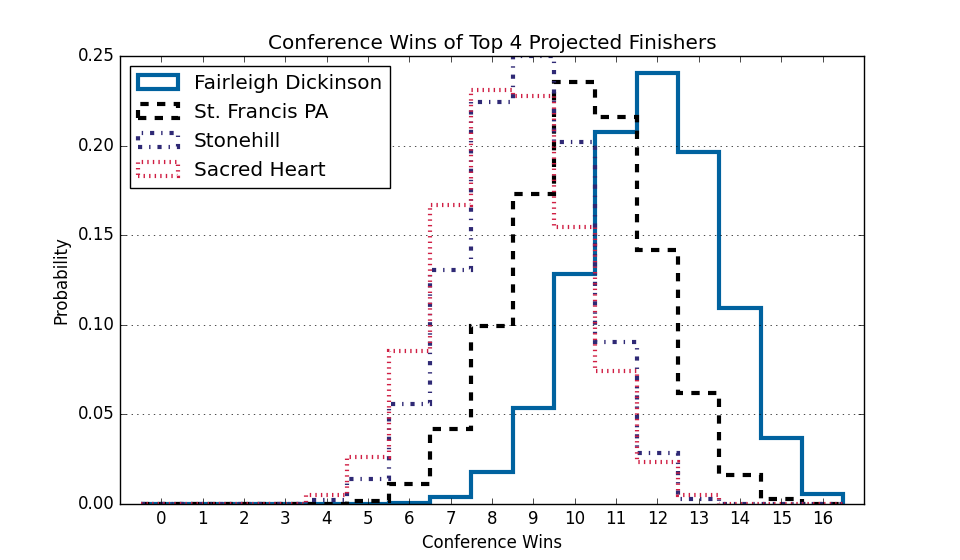 Conference Wins of Top 4 Projected Finishers
0.25
0.20
0.15
0.10
0.05
0.00
Probability
Fairleigh Dickinson
St. Francis PA
Stonehill
Sacred Heart
0 1 2 3 4 5 6 7 8 9 10 11 12 13 14 15 16
Conference Wins